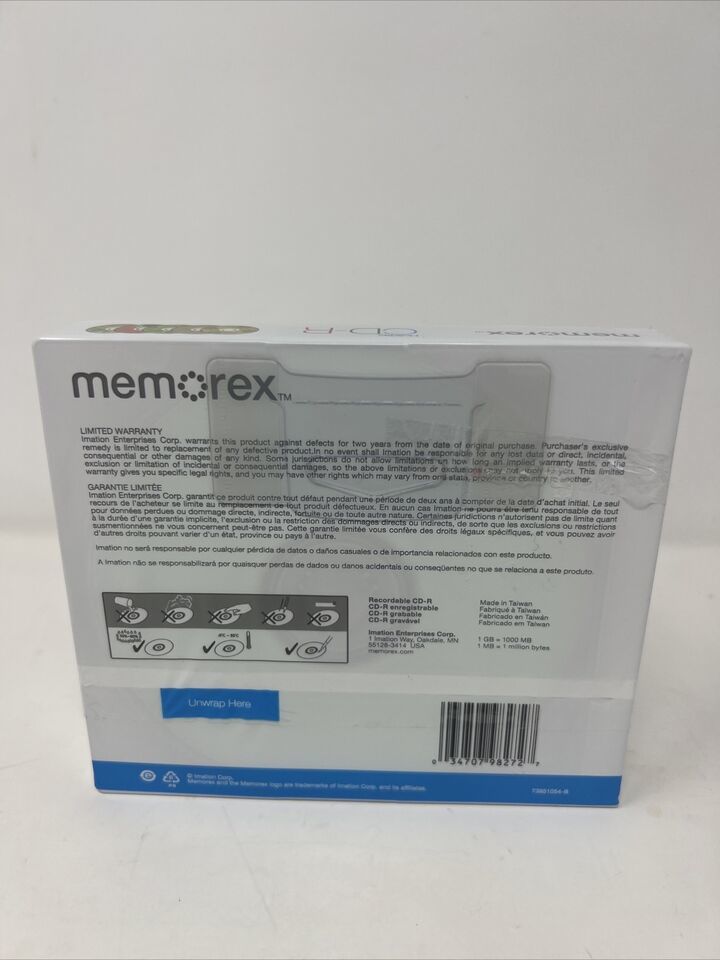 CD-R
memorex
memorex™
LIMITED WARRANTY
Imation Enterprises Corp. warrants this product against defects for two years from the date of original purchase. Purchaser's exclusive
remedy is limited to replacement of any defective product.In no event shall Imation be responsible for any lost data or direct, incidental,
consequential or other damages of any kind. Some jurisdictions do not allow limitations on how long an implied warranty lasts, or the
exclusion or limitation of incidental or consequential damages, so the above limitations or exclusions may not apply to you. This limited
warranty gives you specific legal rights, and you may have other rights which may vary from and stats, province or country to another.
GARANTIE LIMITÉE
Imation Enterprises Corp. garantit ce produit contre tout défaut pendant une période de deux ans à compter de la date d'achat initial. Le seul
recours de l'acheteur se limite au remplacement de tout produit défectueux. En aucun cas Imation ne pourra être tenu responsable de tout
pour données perdues ou dommage directe, indirecte, fortuite ou de toute autre nature. Certaines juridictions n'autorisent pas de limite quant
à la durée d'une garantie implicite, l'exclusion ou la restriction des dommages directs ou indirects, de sorte que les exclusions ou restrictions
susmentionnées ne vous concernent peut-être pas. Cette garantie limitée vous confère des droits légaux spécifiques, et vous pouvez avoir
d'autres droits pouvant varier d'un état, province ou pays à l'autre.
Imation no será responsable por cualquier pérdida de datos o daños casuales o de importancia relacionados con este producto.
A Imation não se responsabilizará por quaisquer perdas de dados ou danos acidentais ou conseqüentes no que se relaciona a este produto.
Recordable CD-R
CD-R enregistrable
CD-R grabable
CD-R gravável
Imation Enterprises Corp.
1 Imation Way, Oakdale, MN
55128-3414 USA
memorex.com
Made in Taiwan
Fabriqué à Taïwan
Fabricado en Taiwán
Fabricado em Taiwan
1 GB = 1000 MB
1 MB = 1 million bytes
Unwrap Here
0 34707 98272 7
PS
© Imation Corp.
Memorex and the Memorex logo are trademarks of Imation Corp. and its affiliates.